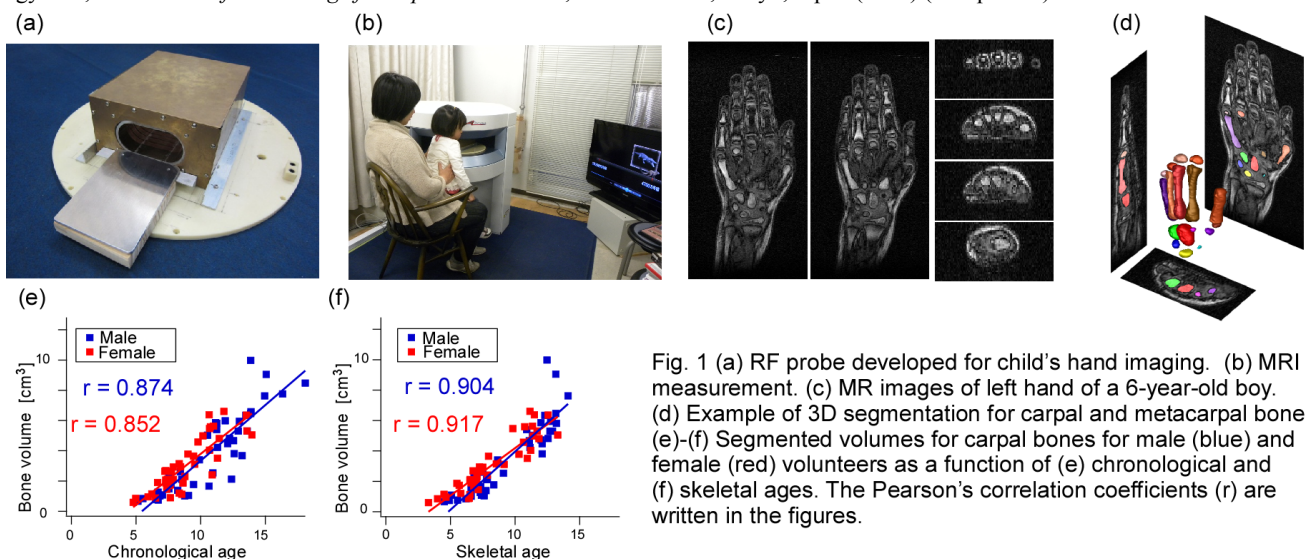 (a)
(b)
(c)
(d)
(e)
Male
Female
r = 0.874
r = 0.852
Bone volume [cm³]
10
0
0
5
10
15
Chronological age
(f)
Male
Female
r = 0.904
r = 0.917
Bone volume [cm³]
10
0
0
5
10
15
Skeletal age
Fig. 1 (a) RF probe developed for child's hand imaging. (b) MRI
measurement. (c) MR images of left hand of a 6-year-old boy.
(d) Example of 3D segmentation for carpal and metacarpal bone
(e)-(f) Segmented volumes for carpal bones for male (blue) and
female (red) volunteers as a function of (e) chronological and
(f) skeletal ages. The Pearson's correlation coefficients (r) are
written in the figures.